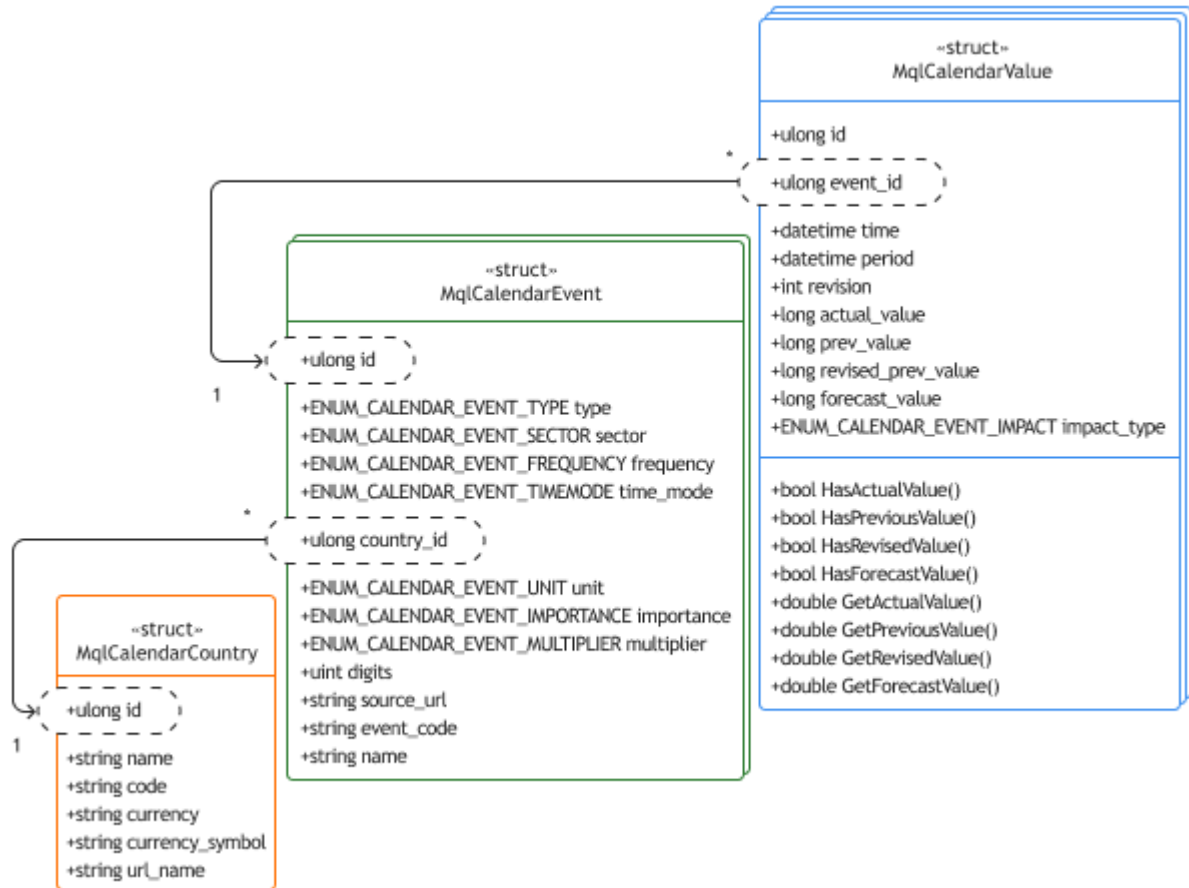 «struct»
MqlCalendarValue
+ulong id
*
+ulong event_id
+datetime time
+datetime period
+int revision
+long actual_value
+long prev_value
+long revised_prev_value
+long forecast_value
+ENUM_CALENDAR_EVENT_IMPACT impact_type
+bool HasActualValue()
+bool HasPreviousValue()
+bool HasRevisedValue()
+bool HasForecastValue()
+double GetActualValue()
+double GetPreviousValue()
+double GetRevisedValue()
+double GetForecastValue()
«struct»
MqlCalendarEvent
+ulong id
1
+ENUM_CALENDAR_EVENT_TYPE type
+ENUM_CALENDAR_EVENT_SECTOR sector
+ENUM_CALENDAR_EVENT_FREQUENCY frequency
+ENUM_CALENDAR_EVENT_TIMEMODE time_mode
*
+ulong country_id
+ENUM_CALENDAR_EVENT_UNIT unit
+ENUM_CALENDAR_EVENT_IMPORTANCE importance
+ENUM_CALENDAR_EVENT_MULTIPLIER multiplier
+uint digits
+string source_url
+string event_code
+string name
«struct»
MqlCalendarCountry
+ulong id
1
+string name
+string code
+string currency
+string currency_symbol
+string url_name